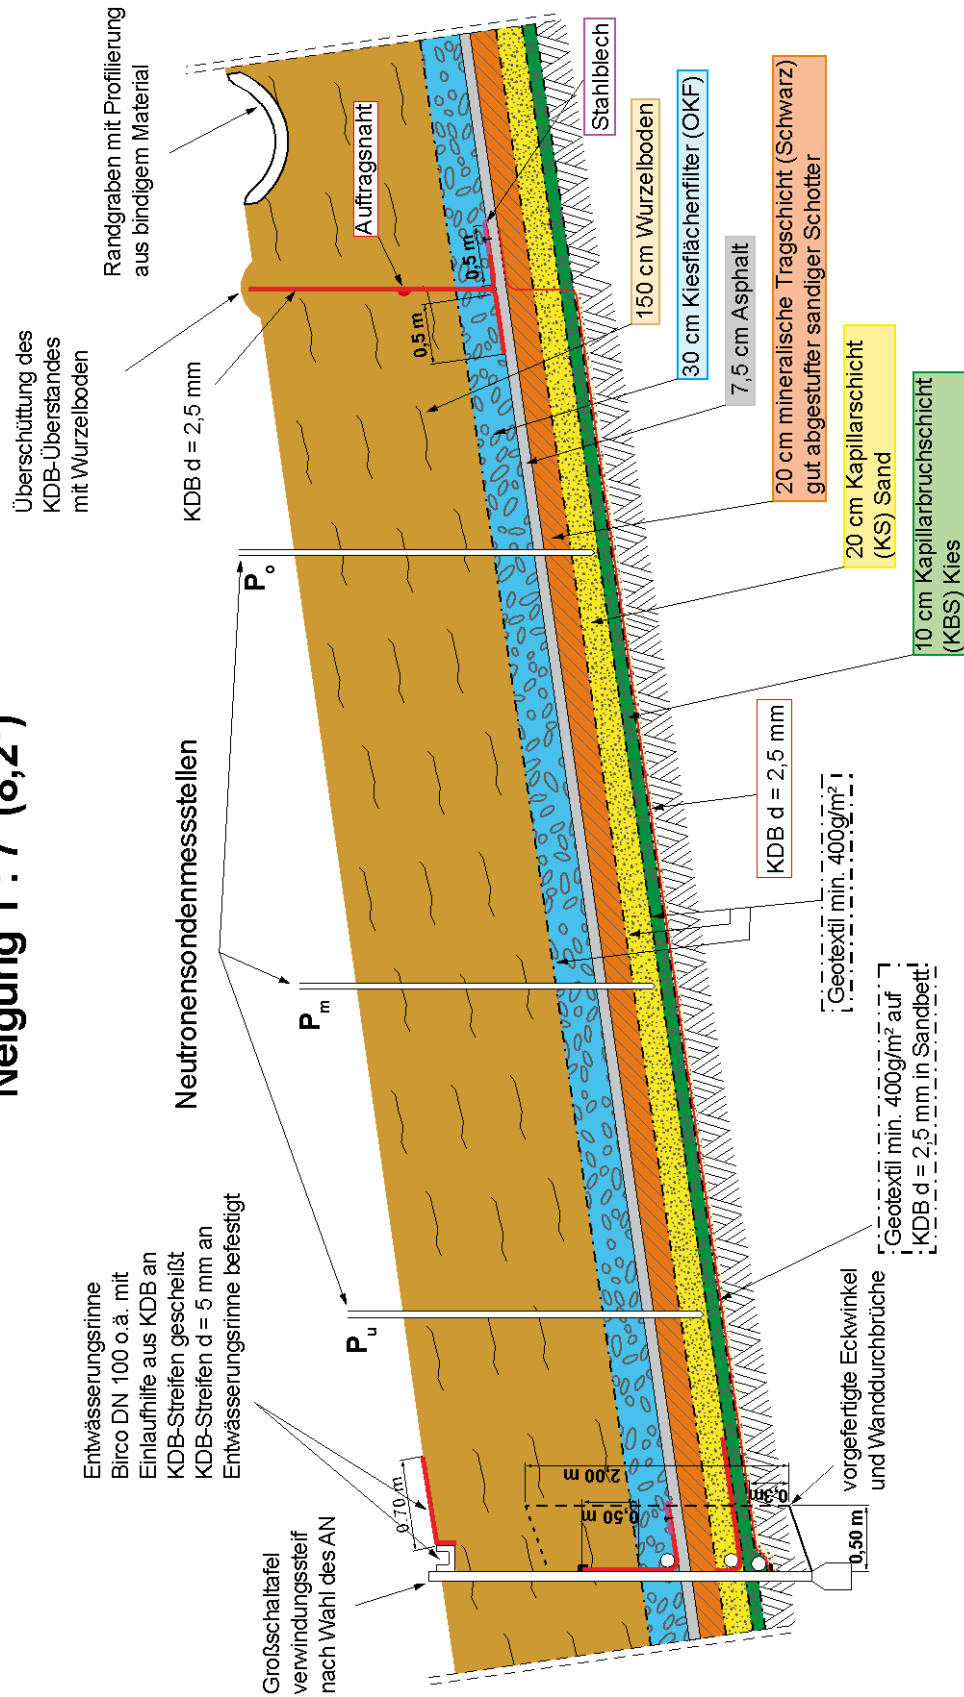 Neigung 1 : 7 (8,2°)
Entwässerungsrinne
Birco DN 100 o.ä. mit
Einlaufhilfe aus KDB an
KDB-Streifen gescheißt
KDB-Streifen d = 5 mm an
Entwässerungsrinne befestigt
Großschaltafel
verwindungssteif
nach Wahl des AN
0.70 m
Neutronensondenmessstellen
P u
P m
P o
Überschüttung des
KDB-Überstandes
mit Wurzelboden
KDB d = 2,5 mm
Randgraben mit Profilierung
aus bindigem Material
Auftragsnaht
0,5 m
0,5 m
Stahlblech
150 cm Wurzelboden
30 cm Kiesflächenfilter (OKF)
7,5 cm Asphalt
20 cm mineralische Tragschicht (Schwarz)
gut abgestufter sandiger Schotter
20 cm Kapillarschicht
(KS) Sand
10 cm Kapillarbruchschicht
(KBS) Kies
KDB d = 2,5 mm
Geotextil min. 400g/m²
Geotextil min. 400g/m² auf
KDB d = 2,5 mm in Sandbett
vorgefertigte Eckwinkel
und Wanddurchbrüche
2,00 m
0,50 m
0,3m
0,50 m